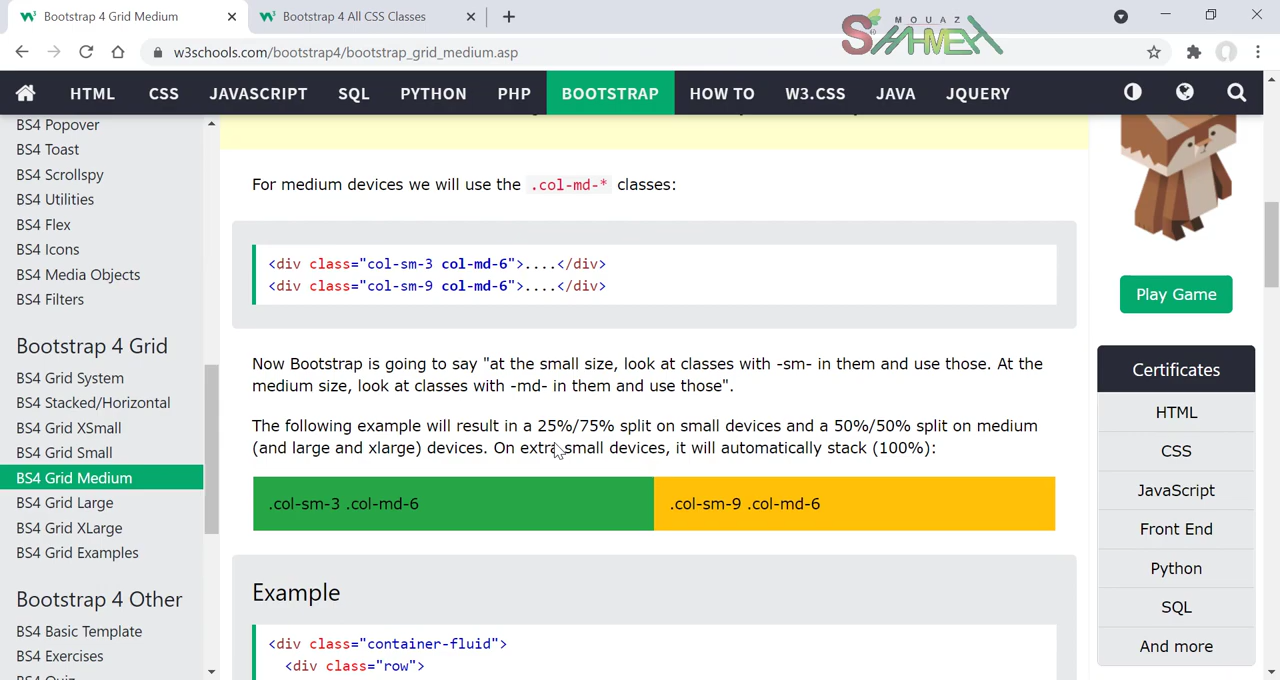 Bootstrap 4 Grid Medium
Bootstrap 4 All CSS Classes
w3schools.com/bootstrap4/bootstrap_grid_medium.asp
MOUAZ
HTML CSS JAVASCRIPT SQL PYTHON PHP BOOTSTRAP HOW TO W3.CSS JAVA JQUERY
BS4 Popover
BS4 Toast
BS4 Scrollspy
BS4 Utilities
BS4 Flex
BS4 Icons
BS4 Media Objects
BS4 Filters
Bootstrap 4 Grid
BS4 Grid System
BS4 Stacked/Horizontal
BS4 Grid XSmall
BS4 Grid Small
BS4 Grid Medium
BS4 Grid Large
BS4 Grid XLarge
BS4 Grid Examples
Bootstrap 4 Other
BS4 Basic Template
BS4 Exercises
For medium devices we will use the .col-md-* classes:
<div class="col-sm-3 col-md-6">....</div>
<div class="col-sm-9 col-md-6">....</div>
Now Bootstrap is going to say "at the small size, look at classes with -sm- in them and use those. At the
medium size, look at classes with -md- in them and use those".
The following example will result in a 25%/75% split on small devices and a 50%/50% split on medium
(and large and xlarge) devices. On extra small devices, it will automatically stack (100%):
.col-sm-3 .col-md-6
.col-sm-9 .col-md-6
Example
<div class="container-fluid">
<div class="row">
Play Game
Certificates
HTML
CSS
JavaScript
Front End
Python
SQL
And more